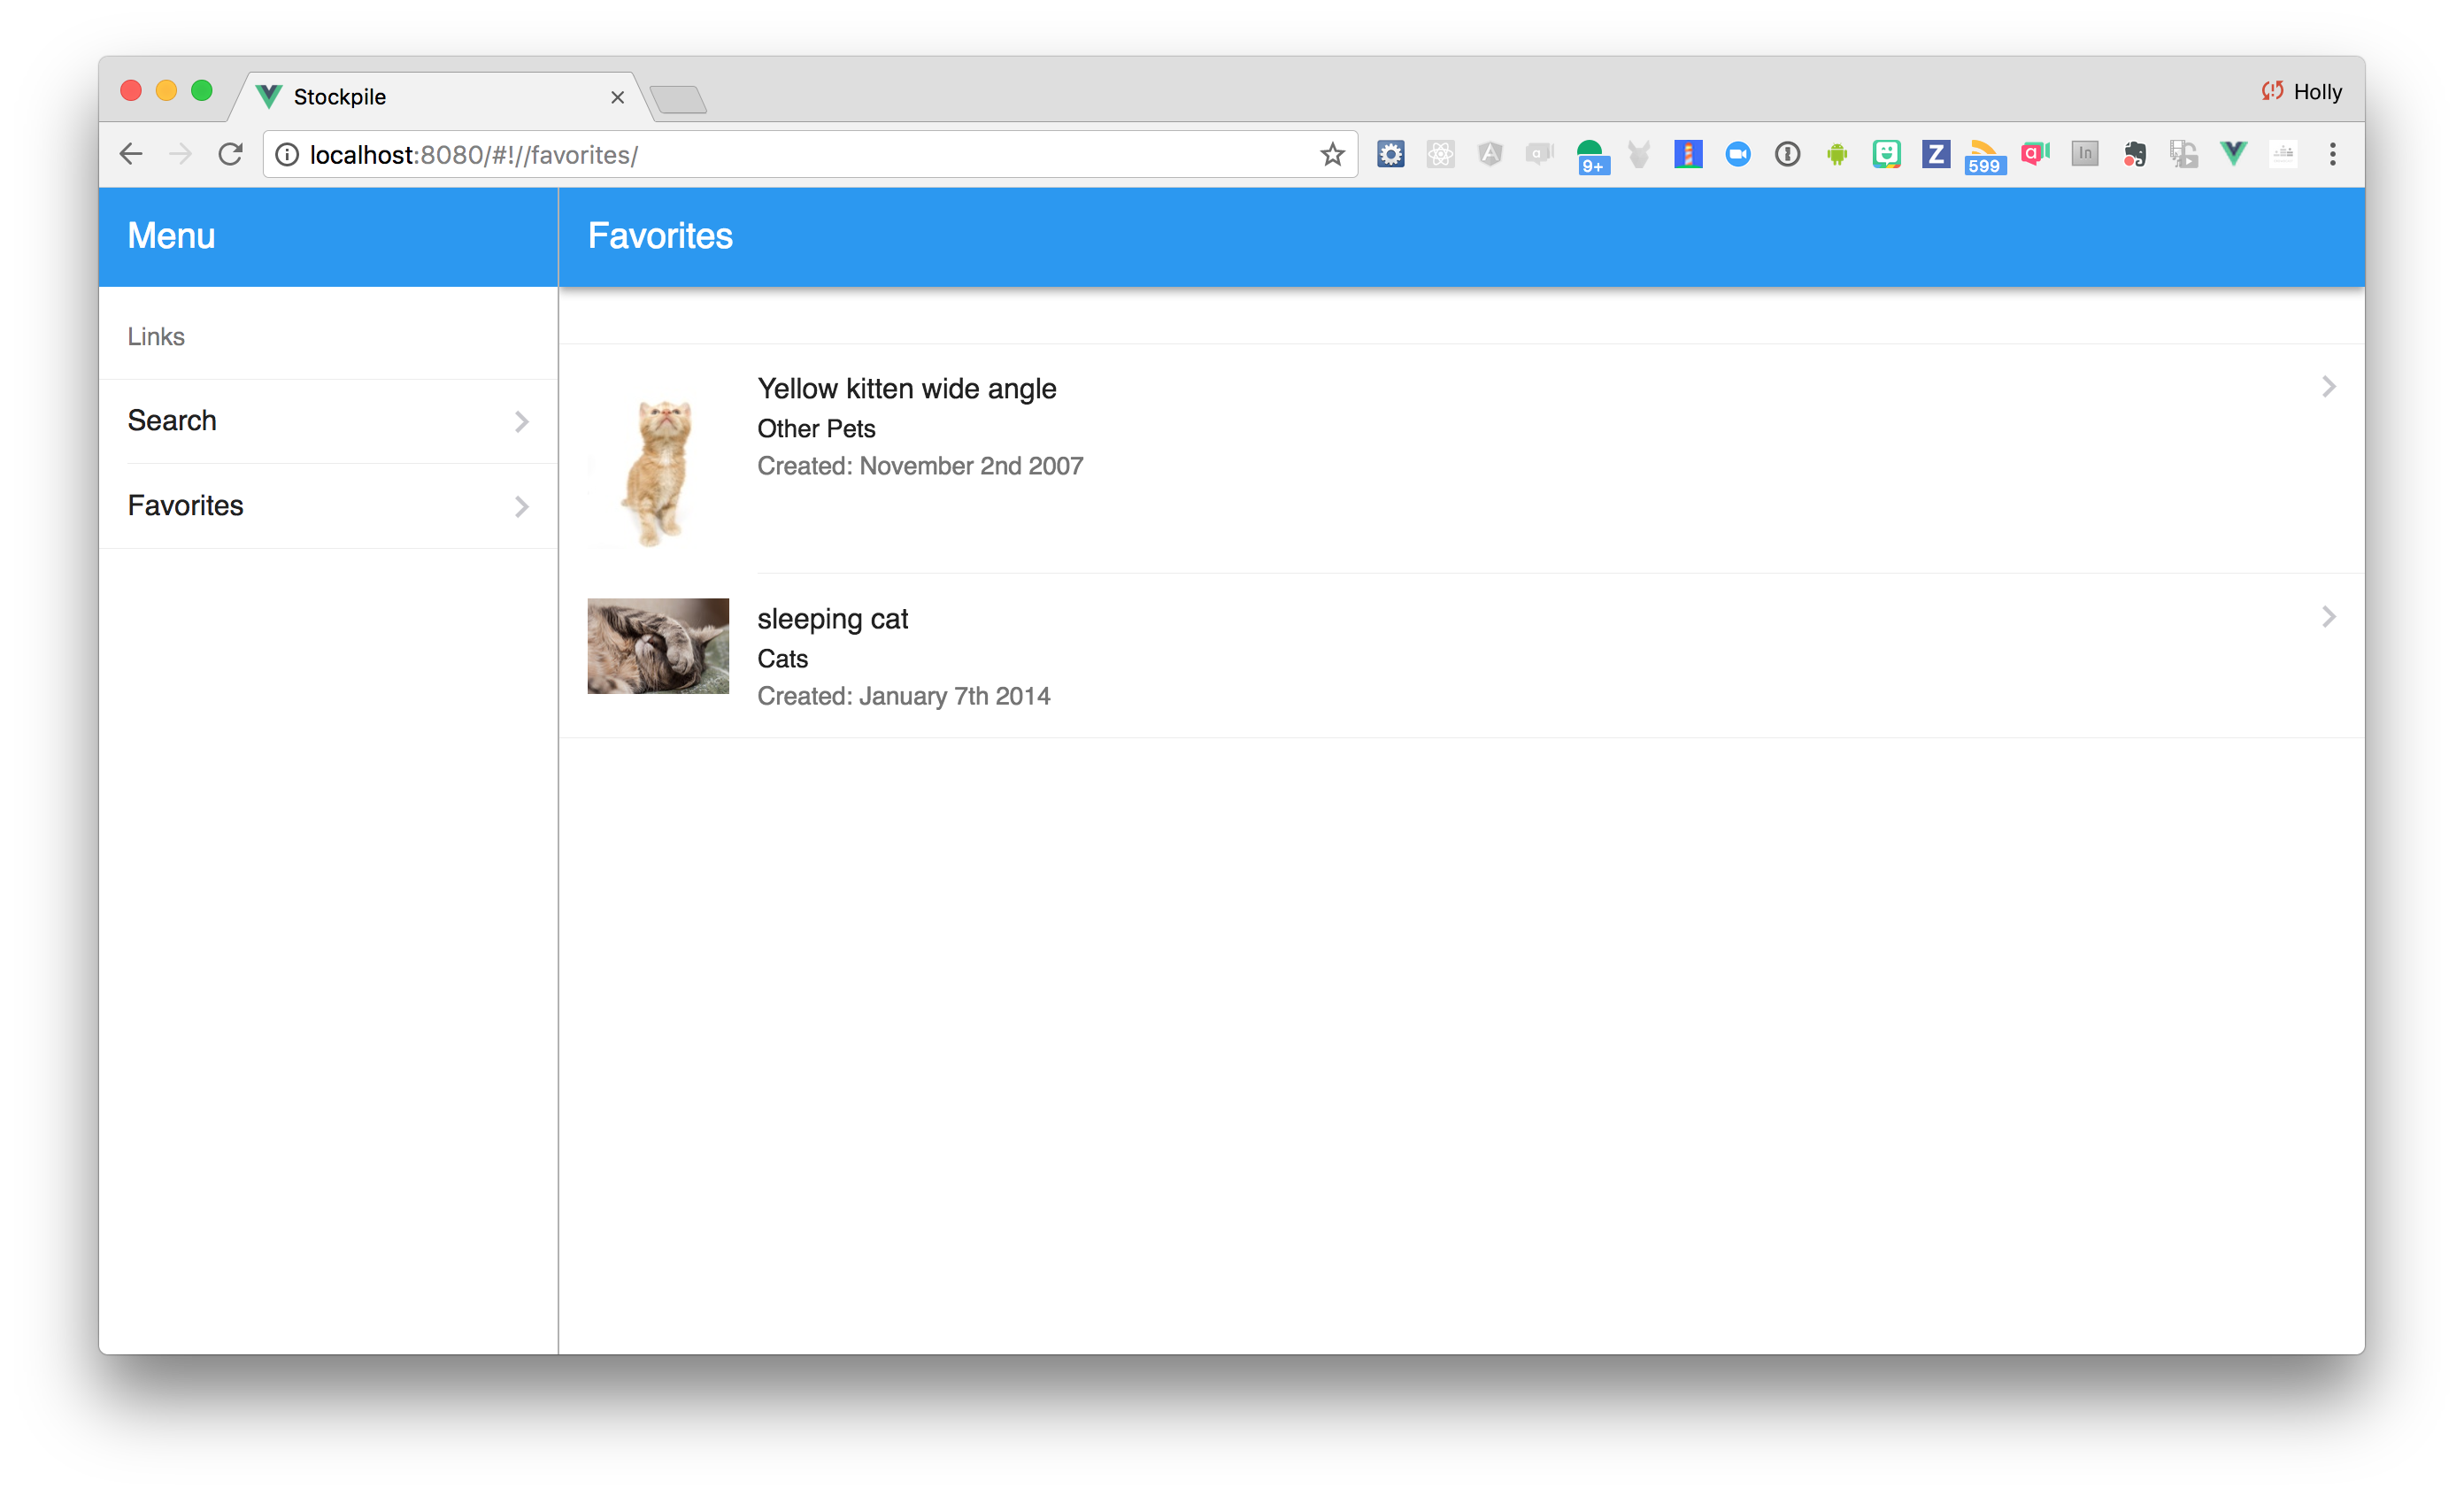 Stockpile
Holly
localhost:8080/#!//favorites/
a
9+
Z
599
a
In
Menu
Favorites
Links
Search
Favorites
Yellow kitten wide angle
Other Pets
Created: November 2nd 2007
sleeping cat
Cats
Created: January 7th 2014